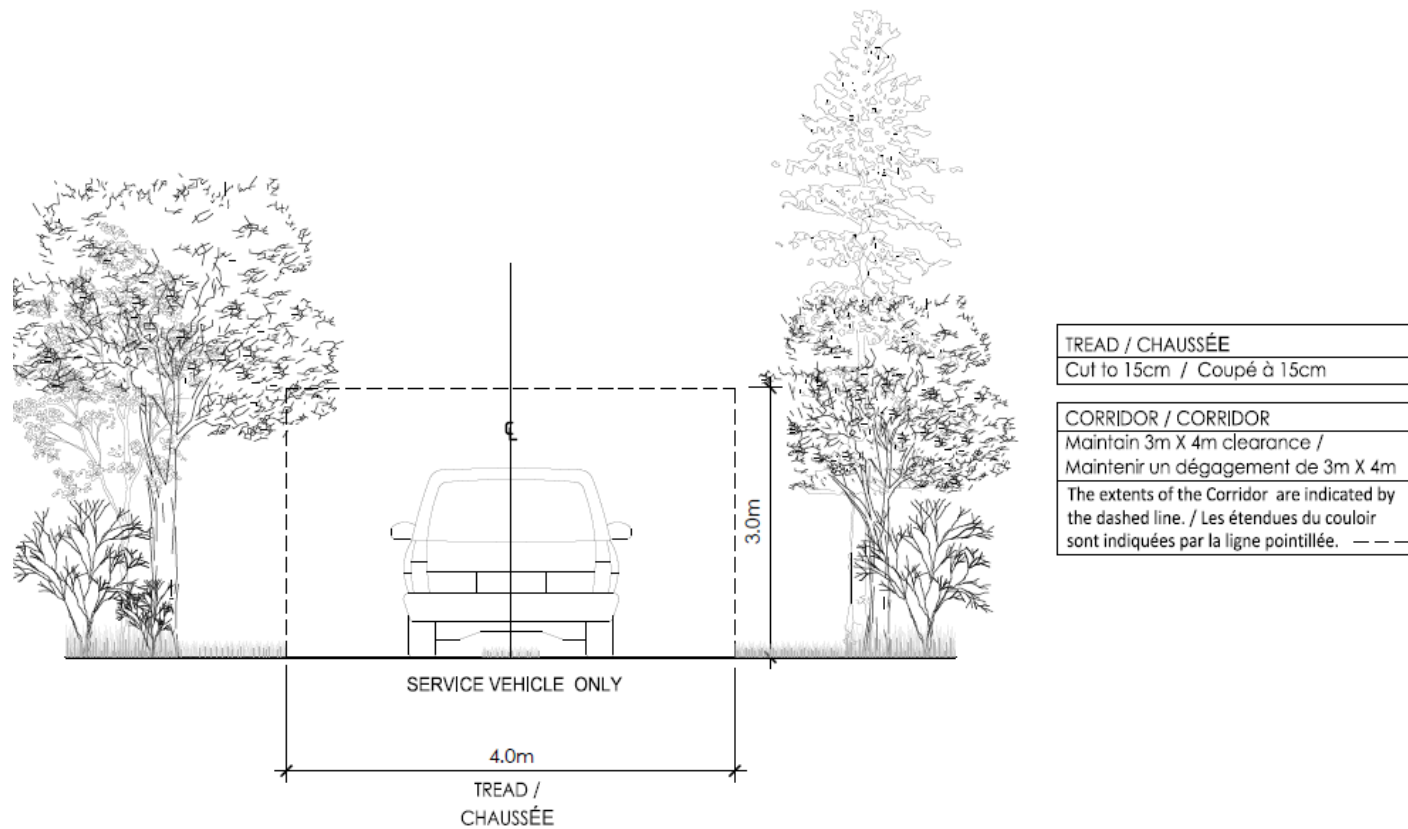 ℄
3.0m
SERVICE VEHICLE ONLY
4.0m
TREAD /
CHAUSSÉE
TREAD / CHAUSSÉE
Cut to 15cm / Coupé à 15cm
CORRIDOR / CORRIDOR
Maintain 3m X 4m clearance /
Maintenir un dégagement de 3m X 4m
The extents of the Corridor are indicated by
the dashed line. / Les étendues du couloir
sont indiquées par la ligne pointillée.